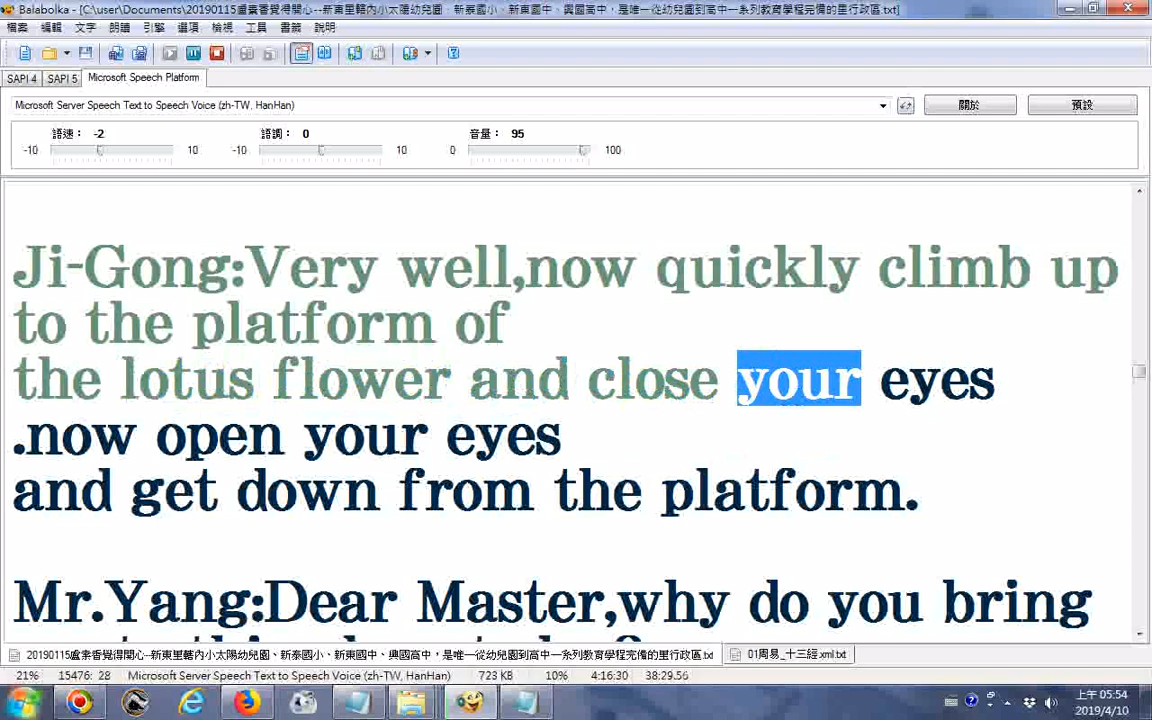 Balabolka - [C:\user\Documents\20190115盧素香覺得開心--新東里轄內小太陽幼兒園、新泰國小、新東國中、興國高中，是唯一從幼兒園到高中一系列教育學程完備的里行政區.txt]
檔案 編輯 文字 朗讀 引擎 選項 檢視 工具 書籤 說明
SAPI 4 SAPI 5 Microsoft Speech Platform
Microsoft Server Speech Text to Speech Voice (zh-TW, HanHan) 關於 預設
語速： -2 語調： 0 音量： 95
-10 10 -10 10 0 100
Ji-Gong:Very well,now quickly climb up
to the platform of
the lotus flower and close your eyes
.now open your eyes
and get down from the platform.
Mr.Yang:Dear Master,why do you bring
20190115盧素香覺得開心--新東里轄內小太陽幼兒園、新泰國小、新東國中、興國高中，是唯一從幼兒園到高中一系列教育學程完備的里行政區.txt 01周易_十三經.xml.txt
21% 15476: 28 Microsoft Server Speech Text to Speech Voice (zh-TW, HanHan) 723 KB 10% 4:16:30 38:29.56
上午 05:54
2019/4/10